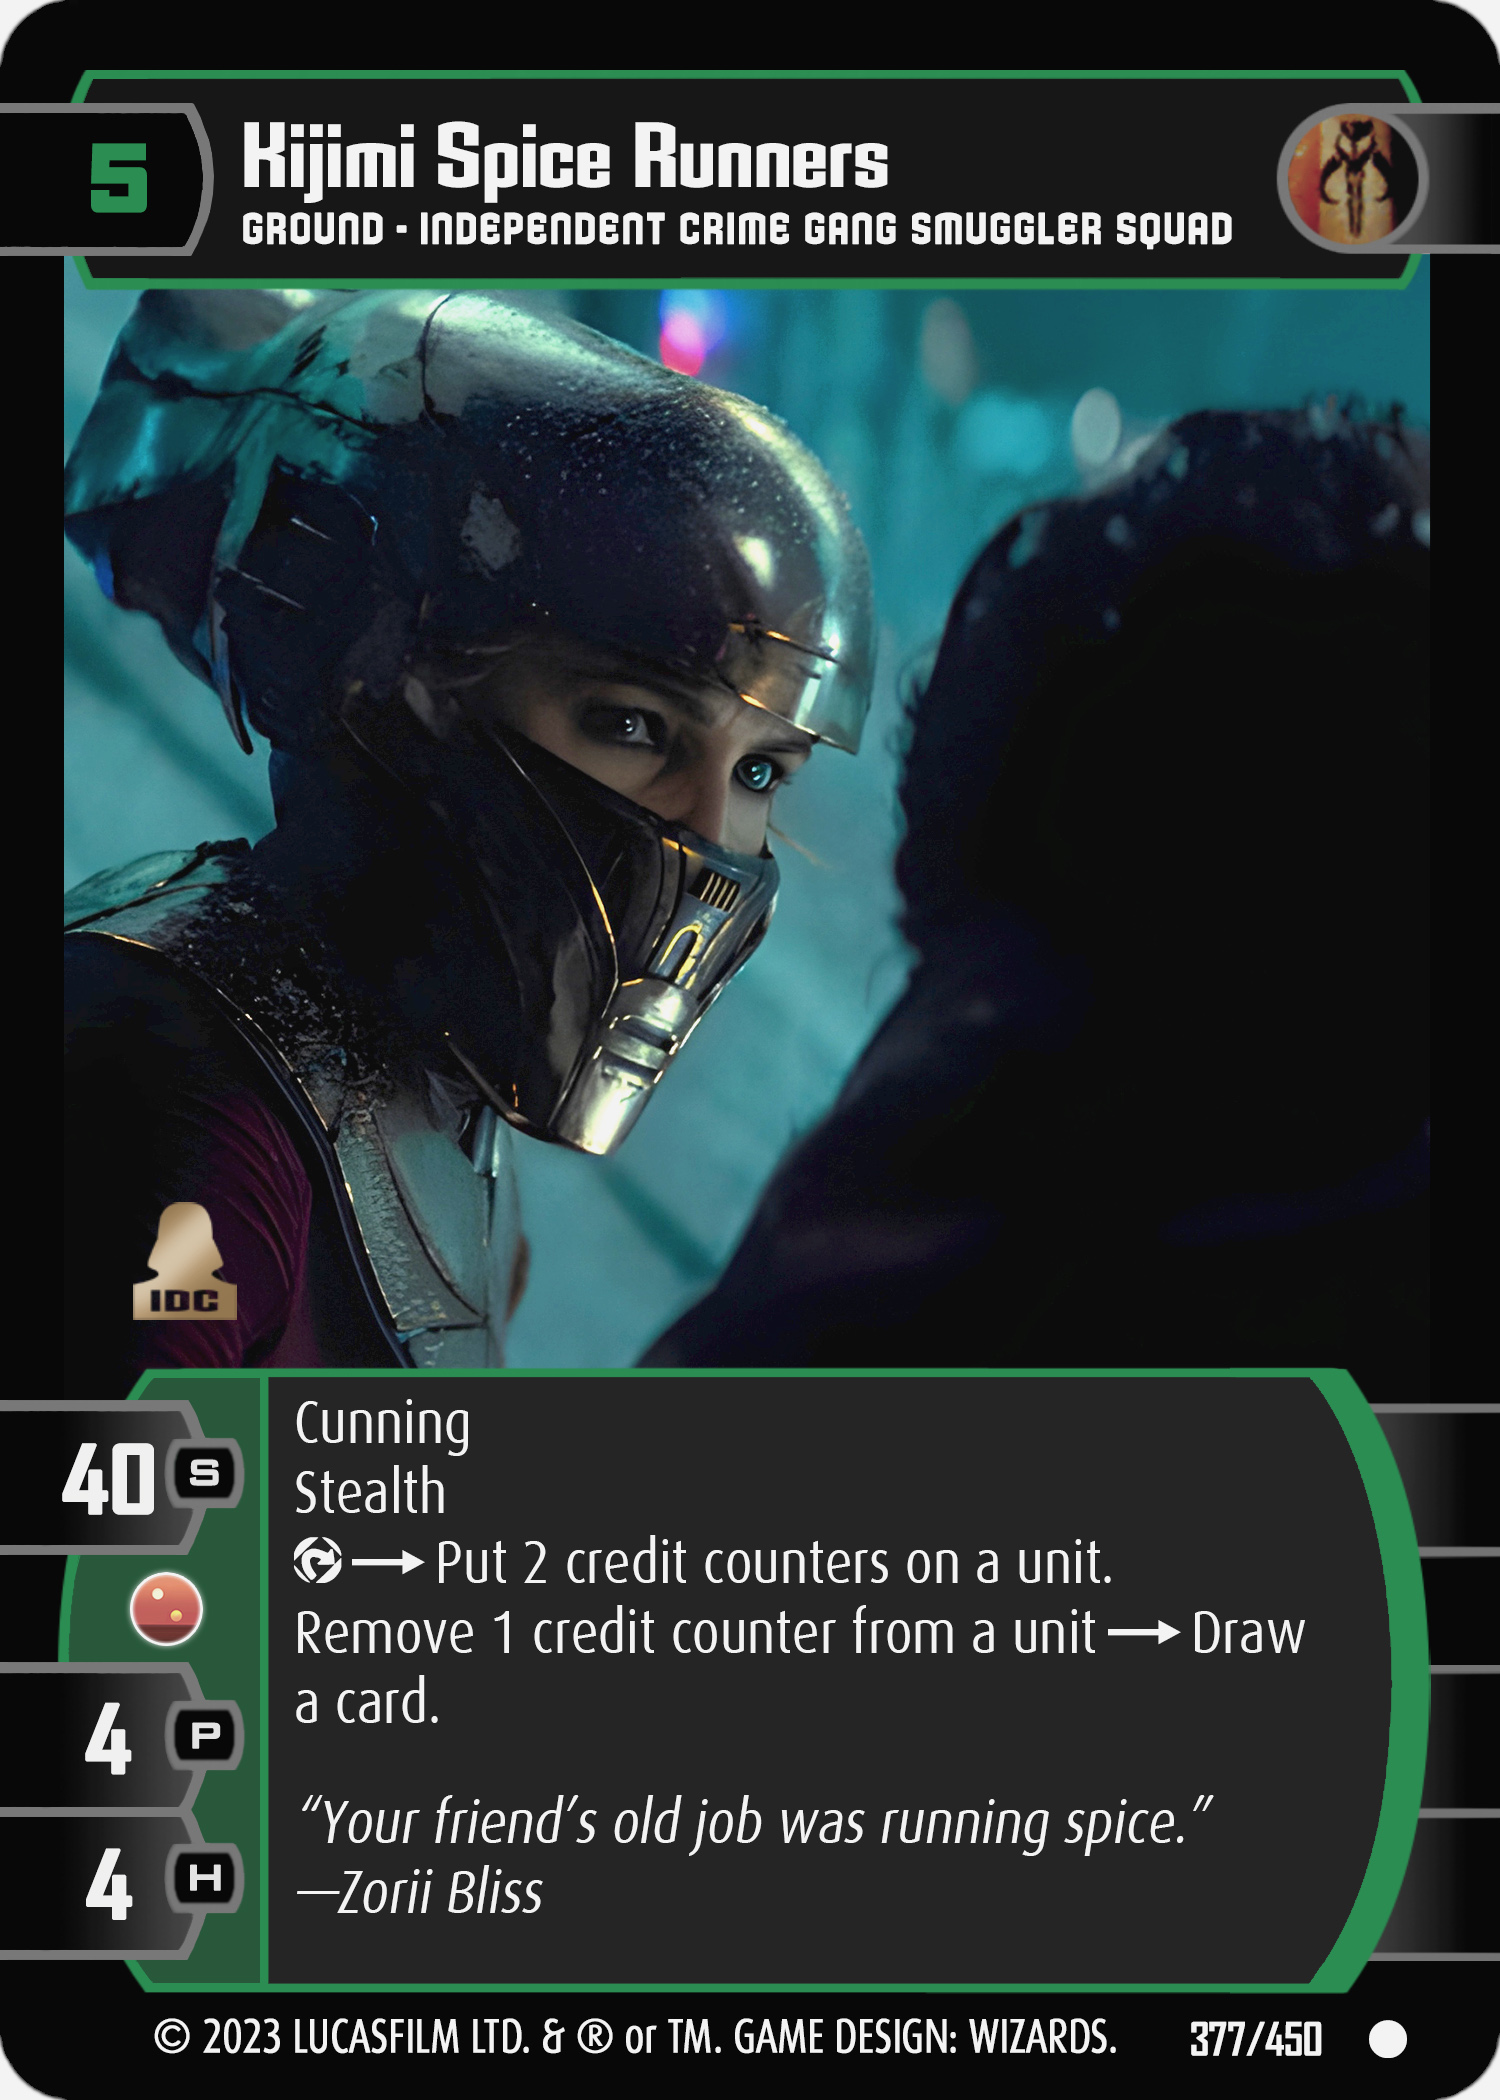 5
Kijimi Spice Runners
GROUND - INDEPENDENT CRIME GANG SMUGGLER SQUAD
IDC
40 S
4 P
4 H
Cunning
Stealth
→ Put 2 credit counters on a unit.
Remove 1 credit counter from a unit → Draw
a card.
“Your friend’s old job was running spice.”
—Zorii Bliss
© 2023 LUCASFILM LTD. & ® or TM. GAME DESIGN: WIZARDS.
377/450